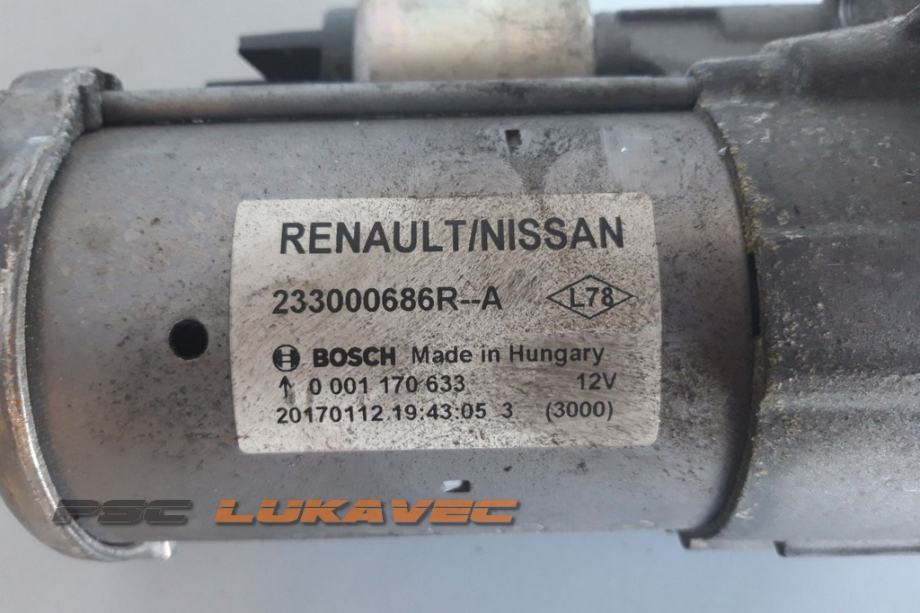 RENAULT/NISSAN
233000686R--A L78
BOSCH Made in Hungary
↑ 0 001 170 633 12V
20170112.19:43:05 3 (3000)
PSC LUKAVEC